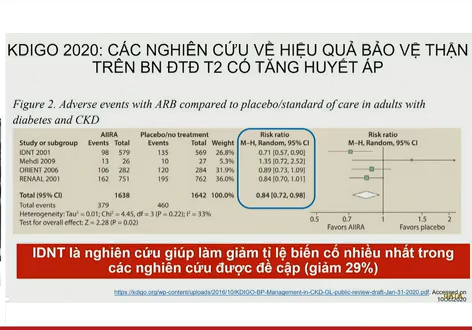 KDIGO 2020: CÁC NGHIÊN CỨU VỀ HIỆU QUẢ BẢO VỆ THẬN
TRÊN BN ĐTĐ T2 CÓ TĂNG HUYẾT ÁP
Figure 2. Adverse events with ARB compared to placebo/standard of care in adults with
diabetes and CKD
AIIRA Placebo/no treatment Risk ratio Risk ratio
Study or subgroup Events Total Events Total Weight M-H, Random, 95% CI M-H, Random, 95% CI
IDNT 2001 98 579 135 569 26.8% 0.71 [0.57, 0.90]
Mehdi 2009 13 26 10 27 5.3% 1.35 [0.72, 2.52]
ORIENT 2006 106 282 120 284 31.9% 0.89 [0.73, 1.09]
RENAAL 2001 162 751 195 762 36.0% 0.84 [0.70, 1.01]
Total (95% CI) 1638 1642 100.0% 0.84 [0.72, 0.98]
Total events 379 460
Heterogeneity: Tau² = 0.01; Chi² = 4.45, df = 3 (P = 0.22); I² = 33%
Test for overall effect: Z = 2.28 (P = 0.02)
0.5 0.7 1 1.5 2
Favors AIIRA Favors placebo
IDNT là nghiên cứu giúp làm giảm tỉ lệ biến cố nhiều nhất trong
các nghiên cứu được đề cập (giảm 29%)
https://kdigo.org/wp-content/uploads/2016/10/KDIGO-BP-Management-in-CKD-GL-public-review-draft-Jan-31-2020.pdf. Accessed on